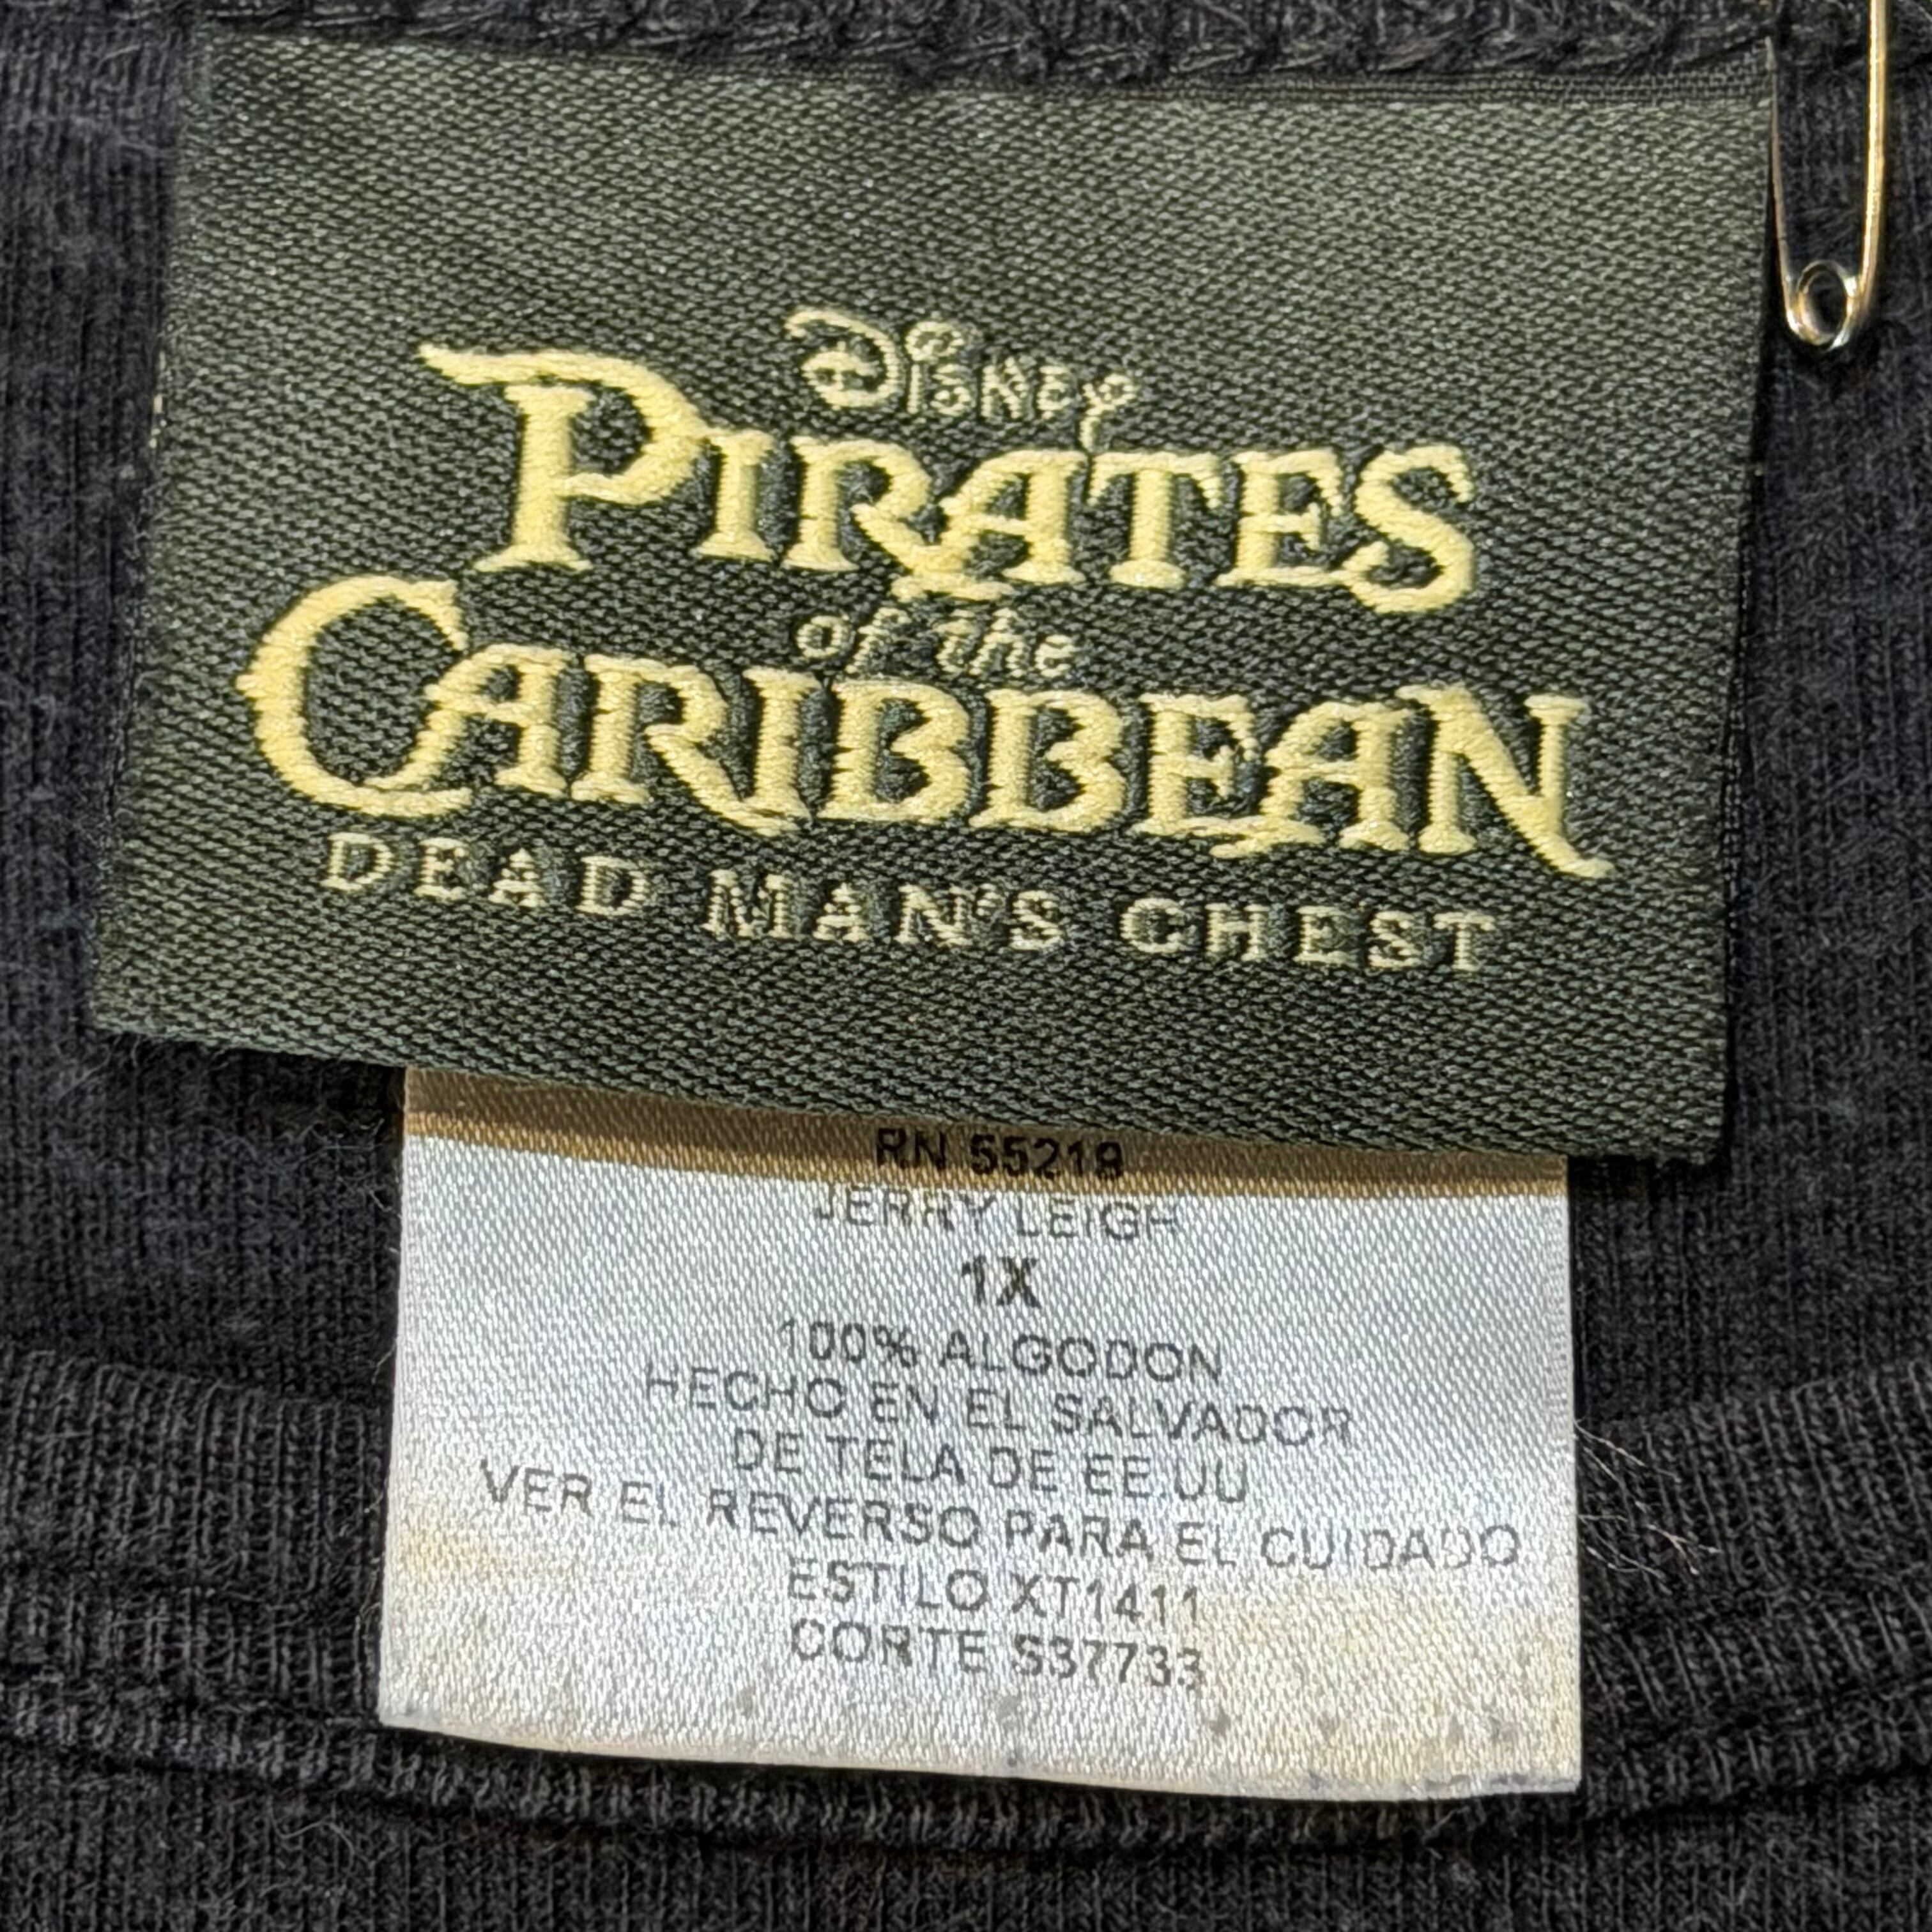 Disney
PIRATES
of the
CARIBBEAN
DEAD MAN'S CHEST
RN 55219
JERRY LEIGH
1X
100% ALGODON
HECHO EN EL SALVADOR
DE TELA DE EE.UU
VER EL REVERSO PARA EL CUIDADO
ESTILO XT1411
CORTE S37733